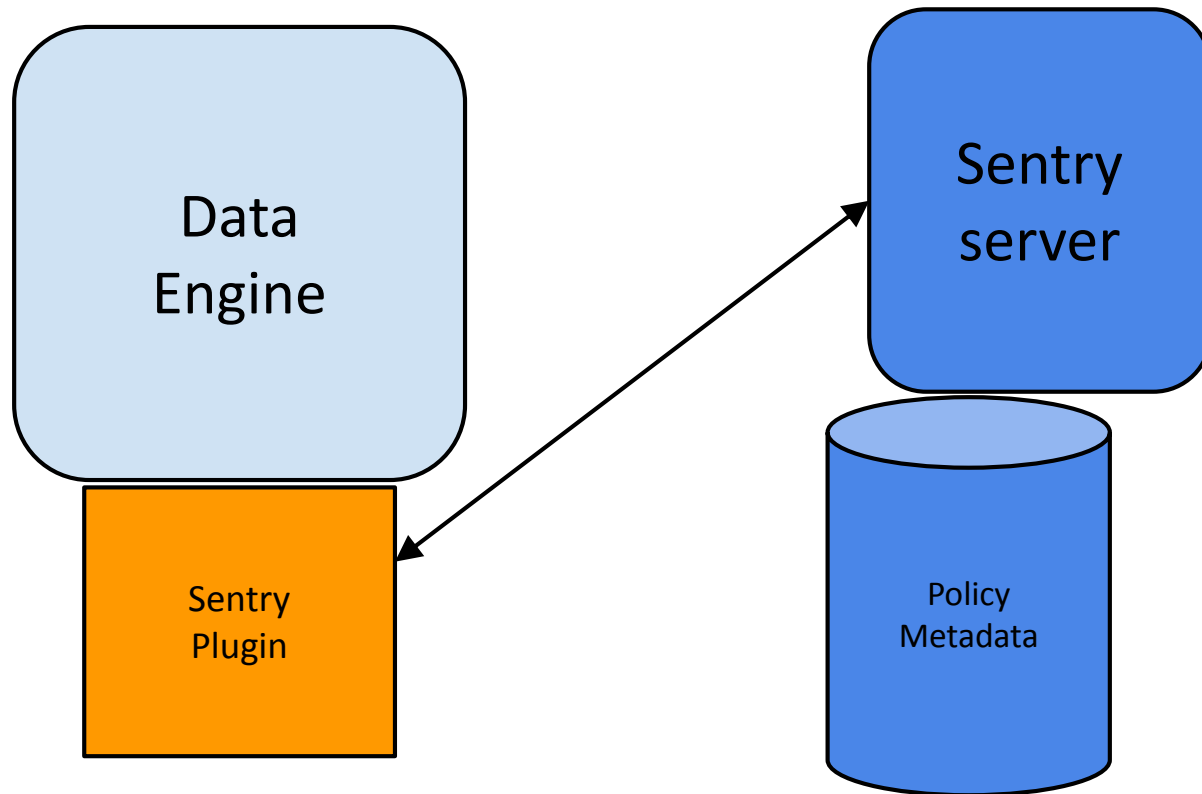 Data
Engine
Sentry
Plugin
Sentry
server
Policy
Metadata